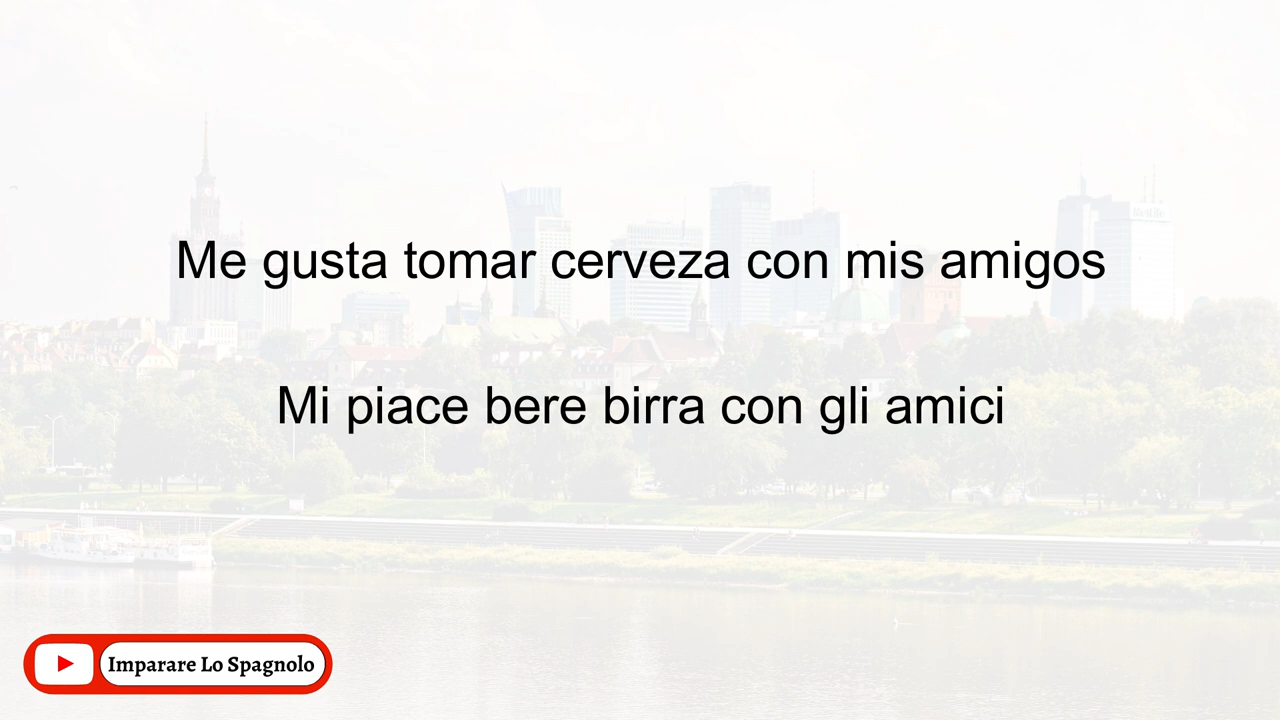 Me gusta tomar cerveza con mis amigos
Mi piace bere birra con gli amici
Imparare Lo Spagnolo